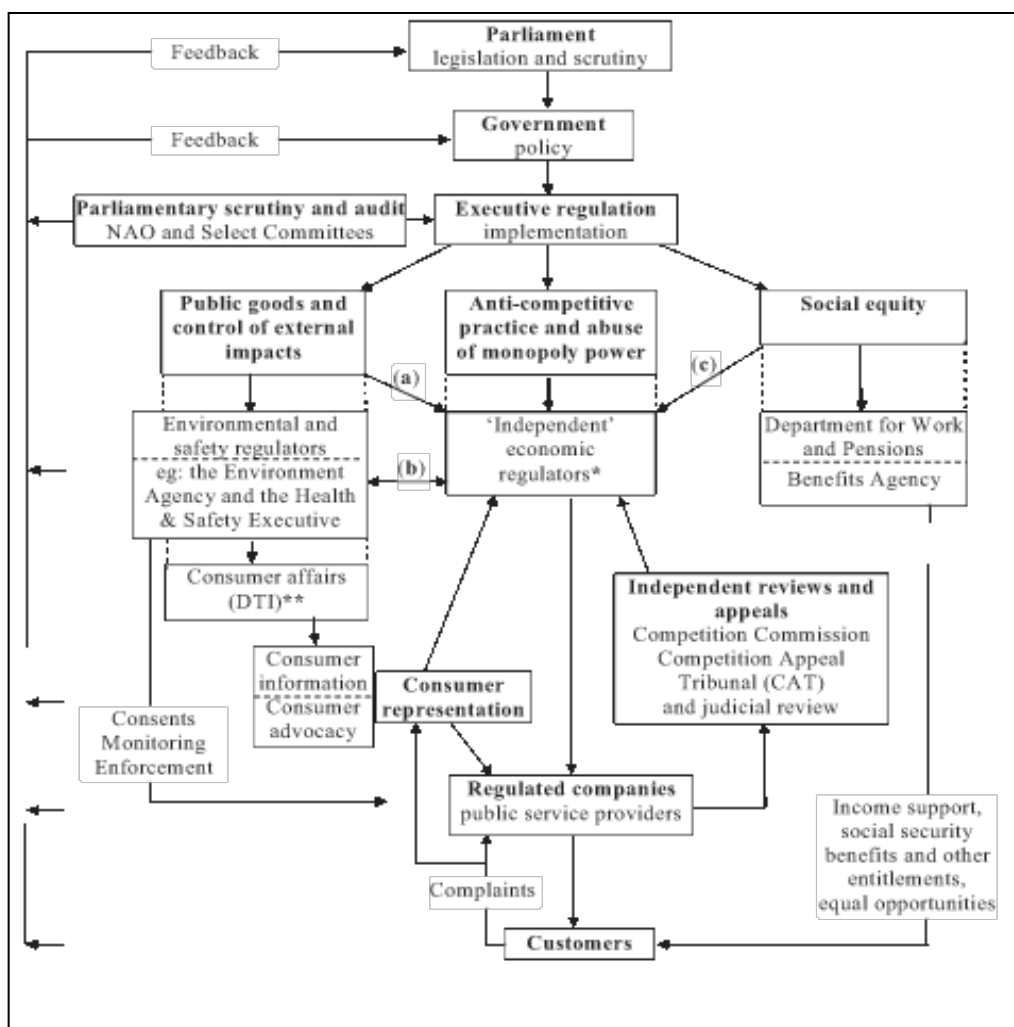 Feedback
Parliament
legislation and scrutiny
Feedback
Government
policy
Parliamentary scrutiny and audit
NAO and Select Committees
Executive regulation
implementation
Public goods and
control of external
impacts
Anti-competitive
practice and abuse
of monopoly power
Social equity
(a)
(c)
Environmental and
safety regulators
eg: the Environment
Agency and the Health
& Safety Executive
(b)
‘Independent’
economic
regulators*
Department for Work
and Pensions
Benefits Agency
Consumer affairs
(DTI)**
Independent reviews and
appeals
Competition Commission
Competition Appeal
Tribunal (CAT)
and judicial review
Consumer
information
Consumer
advocacy
Consumer
representation
Consents
Monitoring
Enforcement
Regulated companies
public service providers
Income support,
social security
benefits and other
entitlements,
equal opportunities
Complaints
Customers